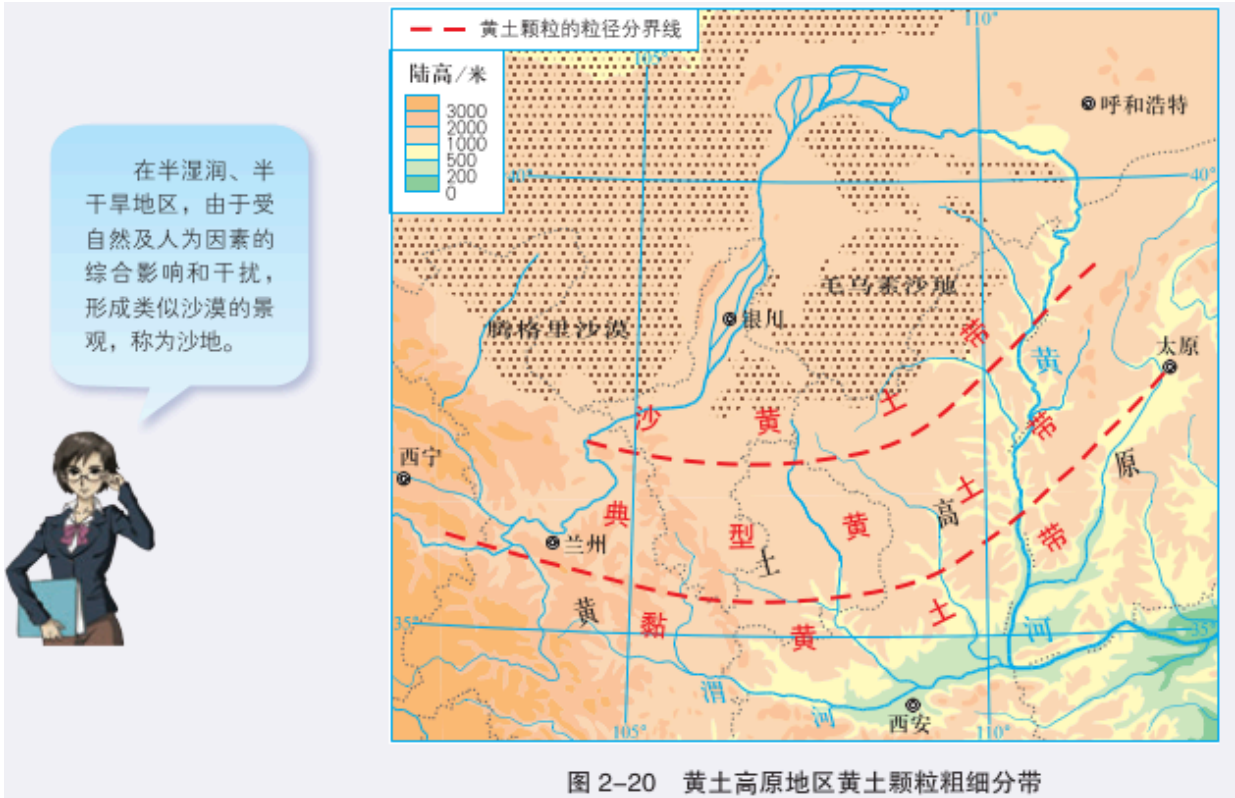 黄土颗粒的粒径分界线
陆高/米
3000
2000
1000
500
200
0
在半湿润、半
干旱地区，由于受
自然及人为因素的
综合影响和干扰，
形成类似沙漠的景
观，称为沙地。
105°
110°
40°
40°
呼和浩特
毛乌素沙地
腾格里沙漠
银川
太原
西宁
兰州
西安
沙黄土带
典型黄土带
黏黄土带
黄土高原
黄河
渭河
35°
35°
105°
110°
图 2-20 黄土高原地区黄土颗粒粗细分带